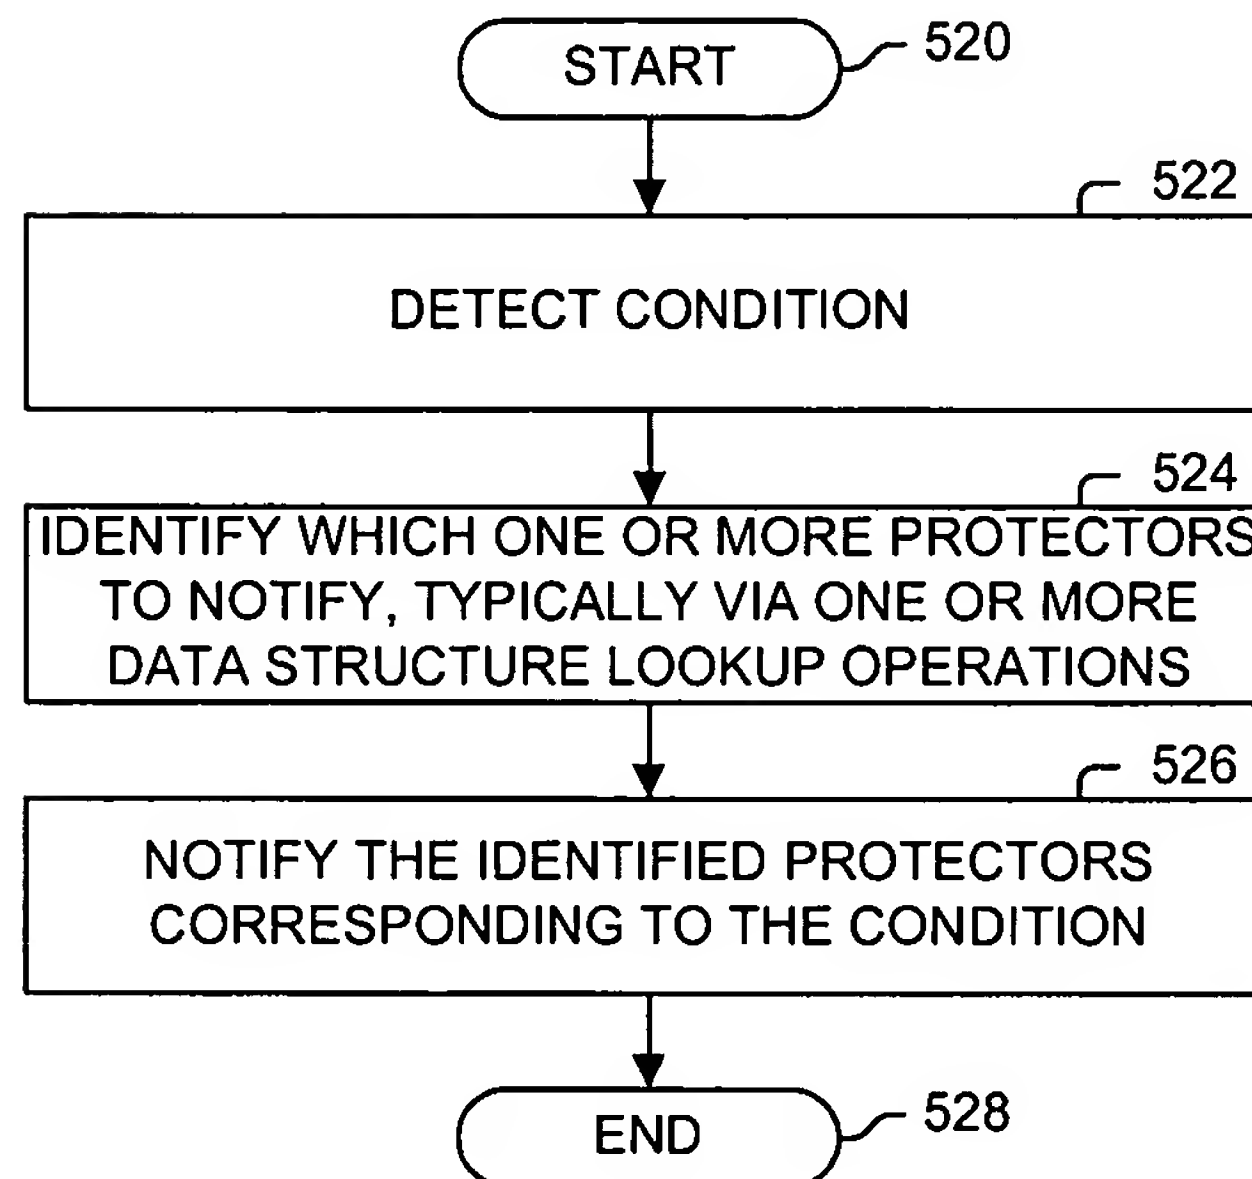 START
520
522
DETECT CONDITION
524
IDENTIFY WHICH ONE OR MORE PROTECTORS
TO NOTIFY, TYPICALLY VIA ONE OR MORE
DATA STRUCTURE LOOKUP OPERATIONS
526
NOTIFY THE IDENTIFIED PROTECTORS
CORRESPONDING TO THE CONDITION
END
528